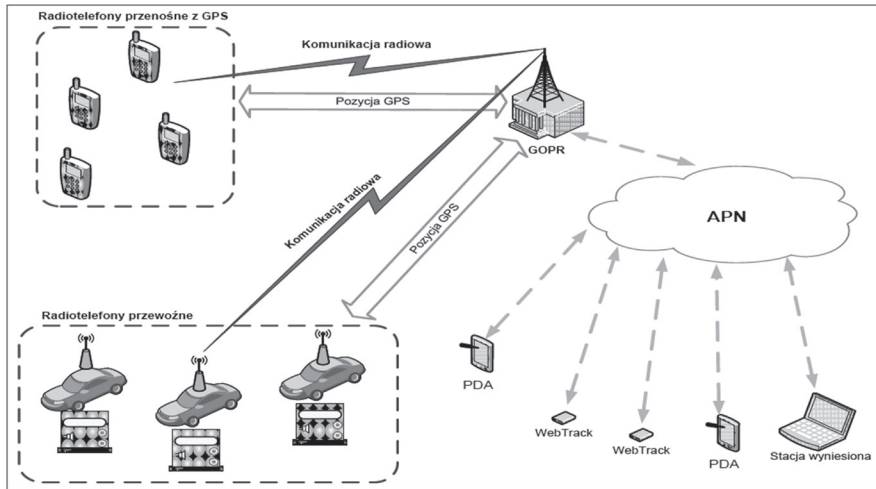 Radiotelefony przenośne z GPS
Komunikacja radiowa
Pozycja GPS
GOPR
Komunikacja radiowa
Pozycja GPS
APN
Radiotelefony przewoźne
PDA
WebTrack
WebTrack
PDA
Stacja wyniesiona